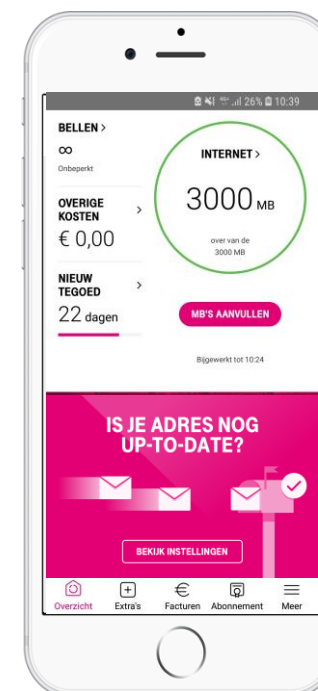 26% 10:39
BELLEN >
∞
Onbeperkt
OVERIGE
KOSTEN >
€ 0,00
NIEUW
TEGOED >
22 dagen
INTERNET >
3000 MB
over van de
3000 MB
MB'S AANVULLEN
Bijgewerkt tot 10:24
IS JE ADRES NOG
UP-TO-DATE?
BEKIJK INSTELLINGEN
Overzicht Extra's Facturen Abonnement Meer